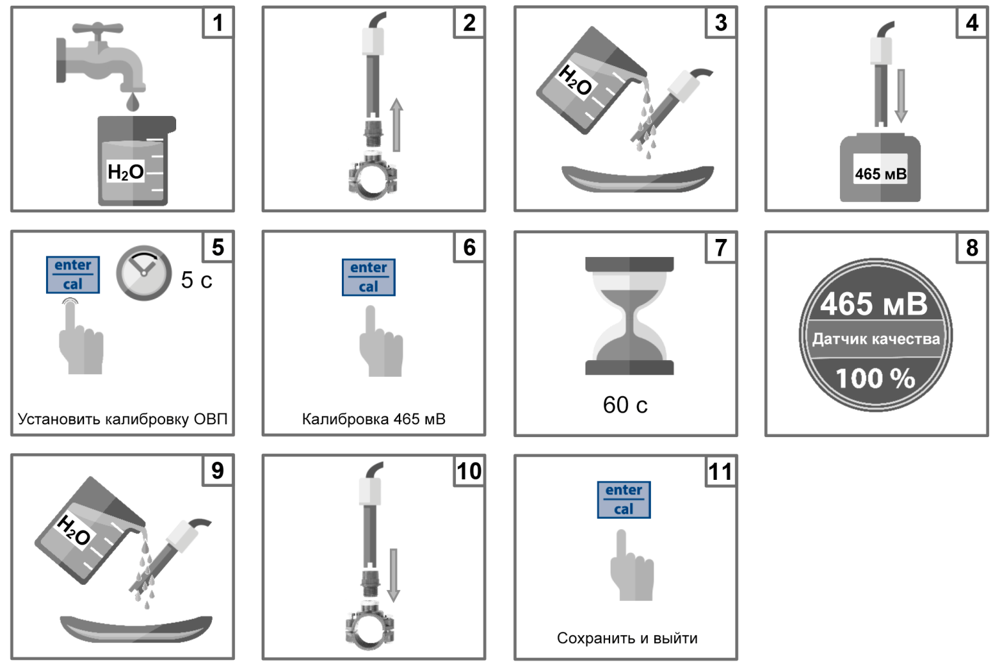 1
H₂O
2
3
H₂O
4
465 мВ
5
enter
cal
5 с
Установить калибровку ОВП
6
enter
cal
Калибровка 465 мВ
7
60 с
8
465 мВ
Датчик качества
100 %
9
H₂O
10
11
enter
cal
Сохранить и выйти